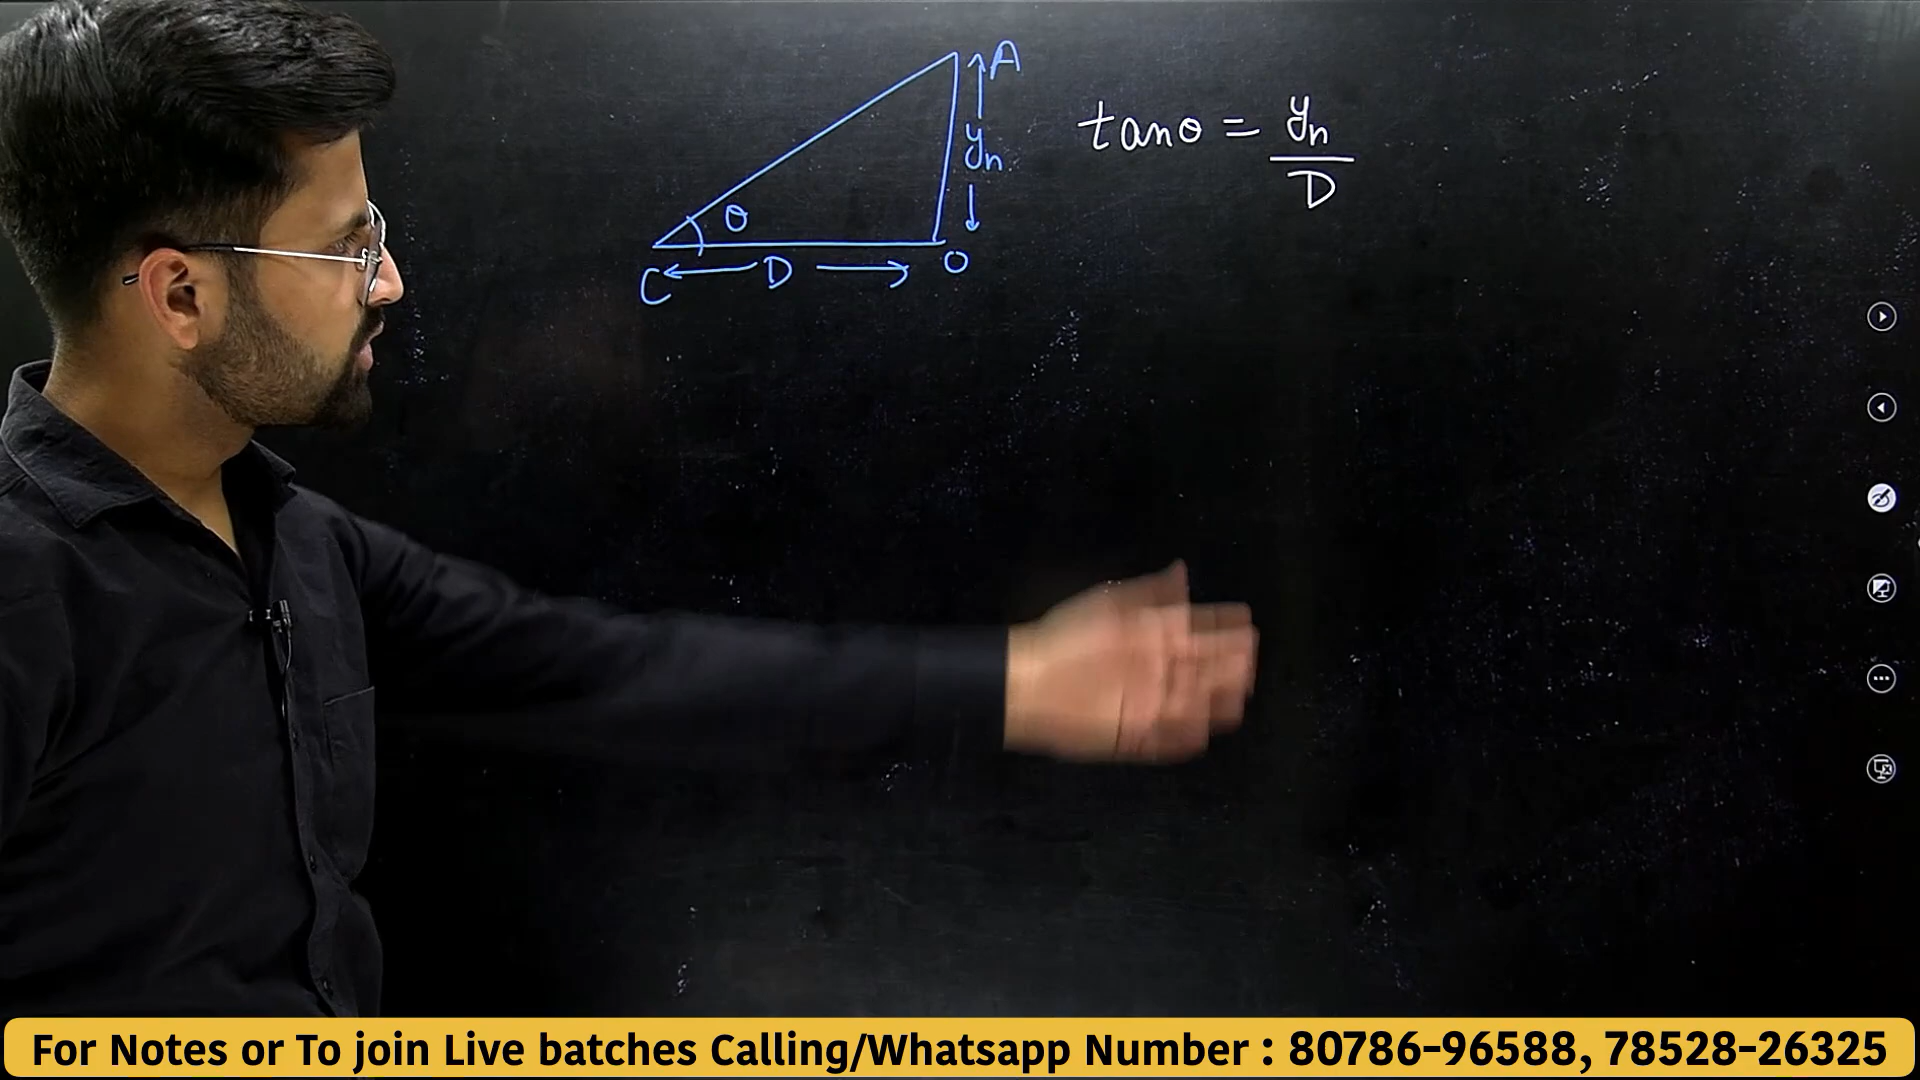 A
yₙ
θ
C ← D → O
tanθ = yₙ/D
For Notes or To join Live batches Calling/Whatsapp Number : 80786-96588, 78528-26325